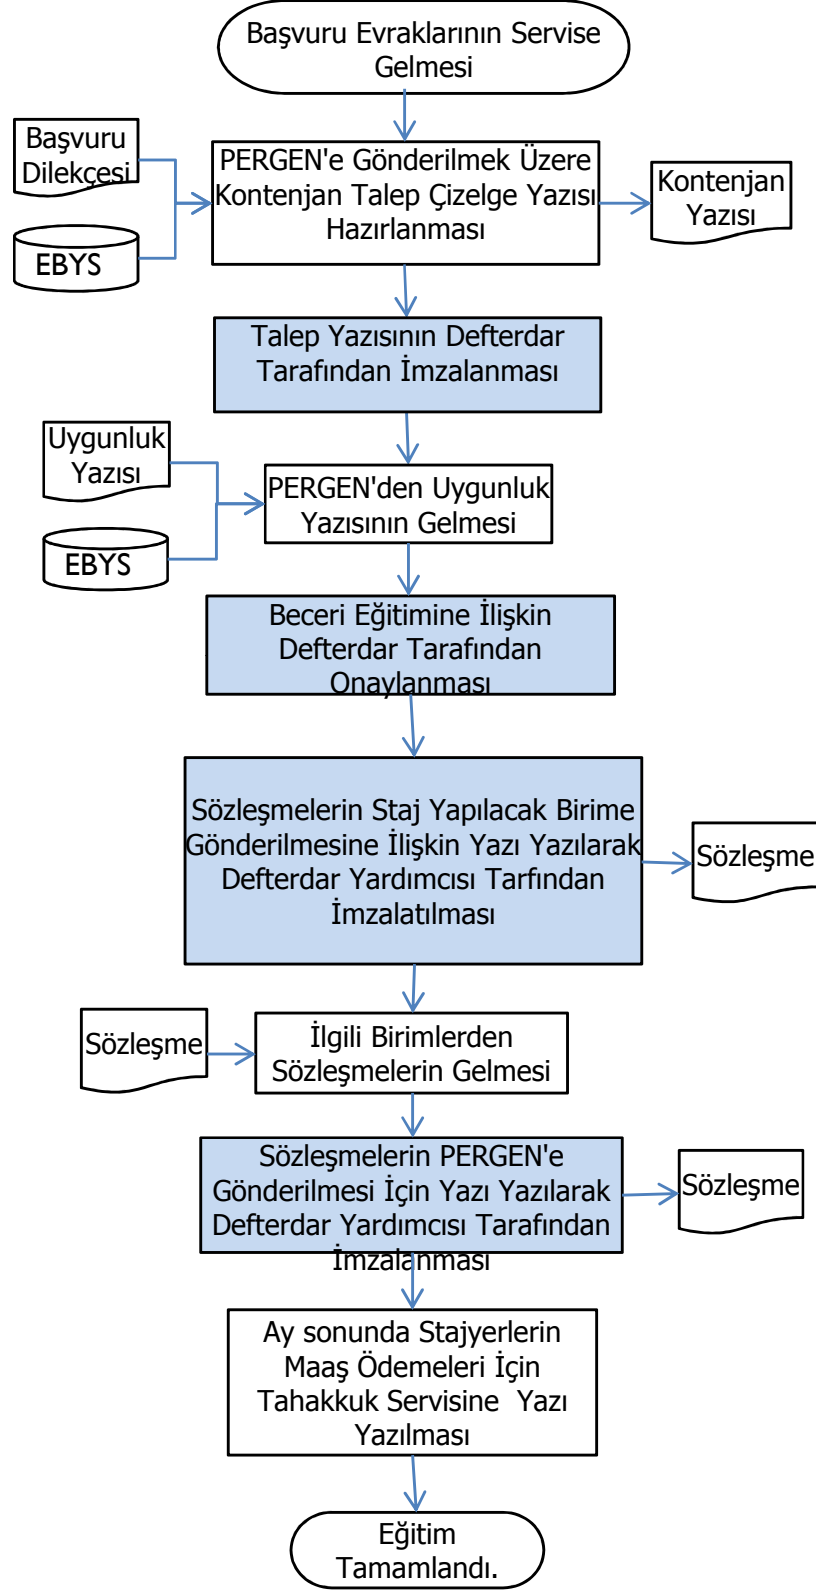 Başvuru Evraklarının Servise
Gelmesi
Başvuru
Dilekçesi
EBYS
PERGEN'e Gönderilmek Üzere
Kontenjan Talep Çizelge Yazısı
Hazırlanması
Kontenjan
Yazısı
Talep Yazısının Defterdar
Tarafından İmzalanması
Uygunluk
Yazısı
EBYS
PERGEN'den Uygunluk
Yazısının Gelmesi
Beceri Eğitimine İlişkin
Defterdar Tarafından
Onaylanması
Sözleşmelerin Staj Yapılacak Birime
Gönderilmesine İlişkin Yazı Yazılarak
Defterdar Yardımcısı Tarfından
İmzalatılması
Sözleşme
Sözleşme
İlgili Birimlerden
Sözleşmelerin Gelmesi
Sözleşmelerin PERGEN'e
Gönderilmesi İçin Yazı Yazılarak
Defterdar Yardımcısı Tarafından
İmzalanması
Sözleşme
Ay sonunda Stajyerlerin
Maaş Ödemeleri İçin
Tahakkuk Servisine  Yazı
Yazılması
Eğitim
Tamamlandı.